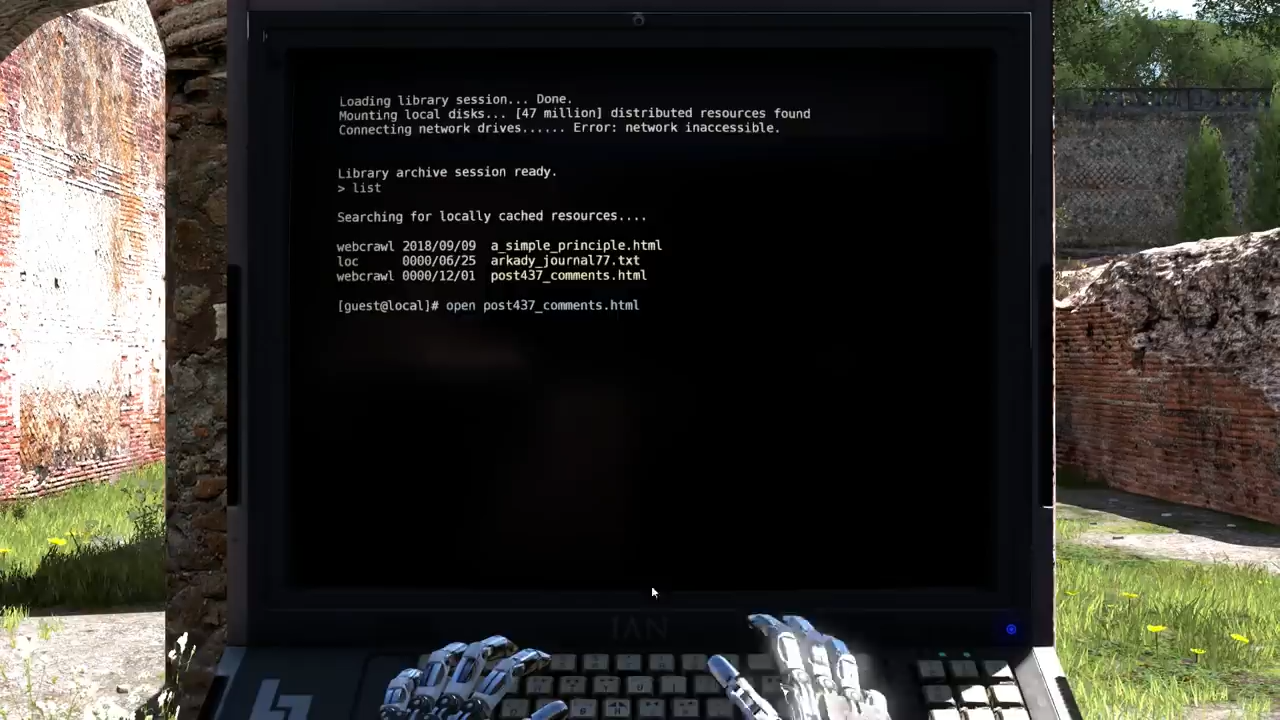 Loading library session... Done.
Mounting local disks... [47 million] distributed resources found
Connecting network drives...... Error: network inaccessible.
Library archive session ready.
> list
Searching for locally cached resources....
webcrawl 2018/09/09 a_simple_principle.html
loc 0000/06/25 arkady_journal77.txt
webcrawl 0000/12/01 post437_comments.html
[guest@local]# open post437_comments.html
IAN